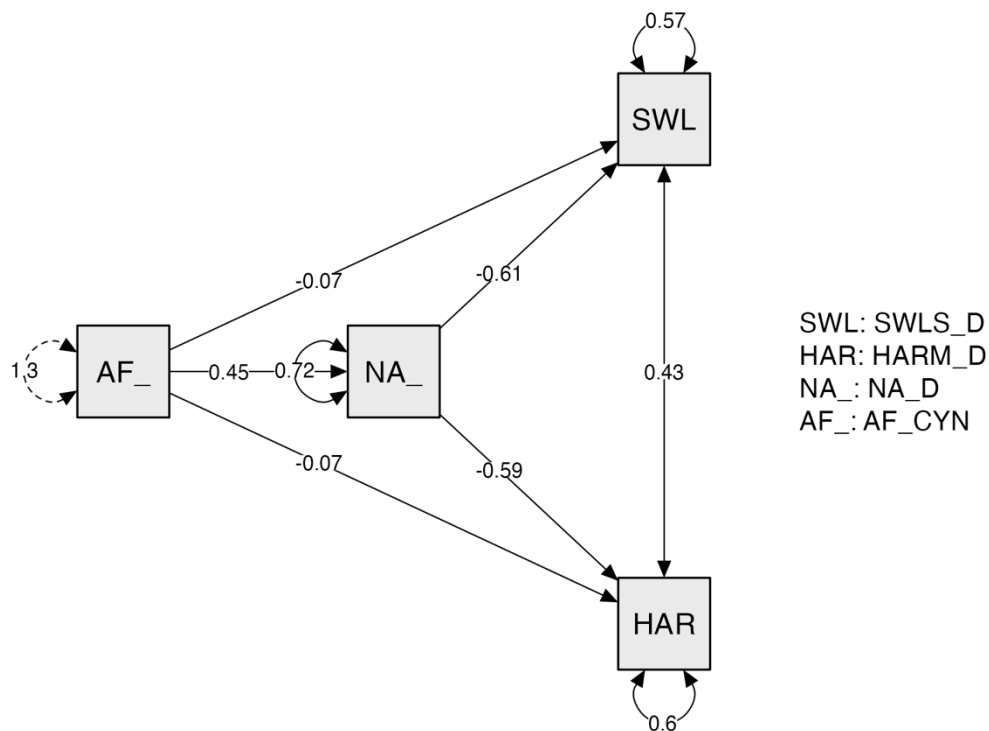 0.57
SWL
-0.07
-0.61
1.3
AF_
0.45
0.72
NA_
0.43
-0.07
-0.59
HAR
0.6
SWL: SWLS_D
HAR: HARM_D
NA_: NA_D
AF_: AF_CYN